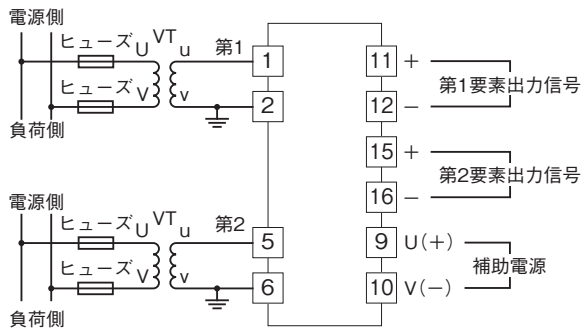 電源側
ヒューズ U VT u 第1 1
ヒューズ V v 2
負荷側
電源側
ヒューズ U VT u 第2 5
ヒューズ V v 6
負荷側
11 +
第1要素出力信号
12 −
15 +
第2要素出力信号
16 −
9 U(+)
補助電源
10 V(−)